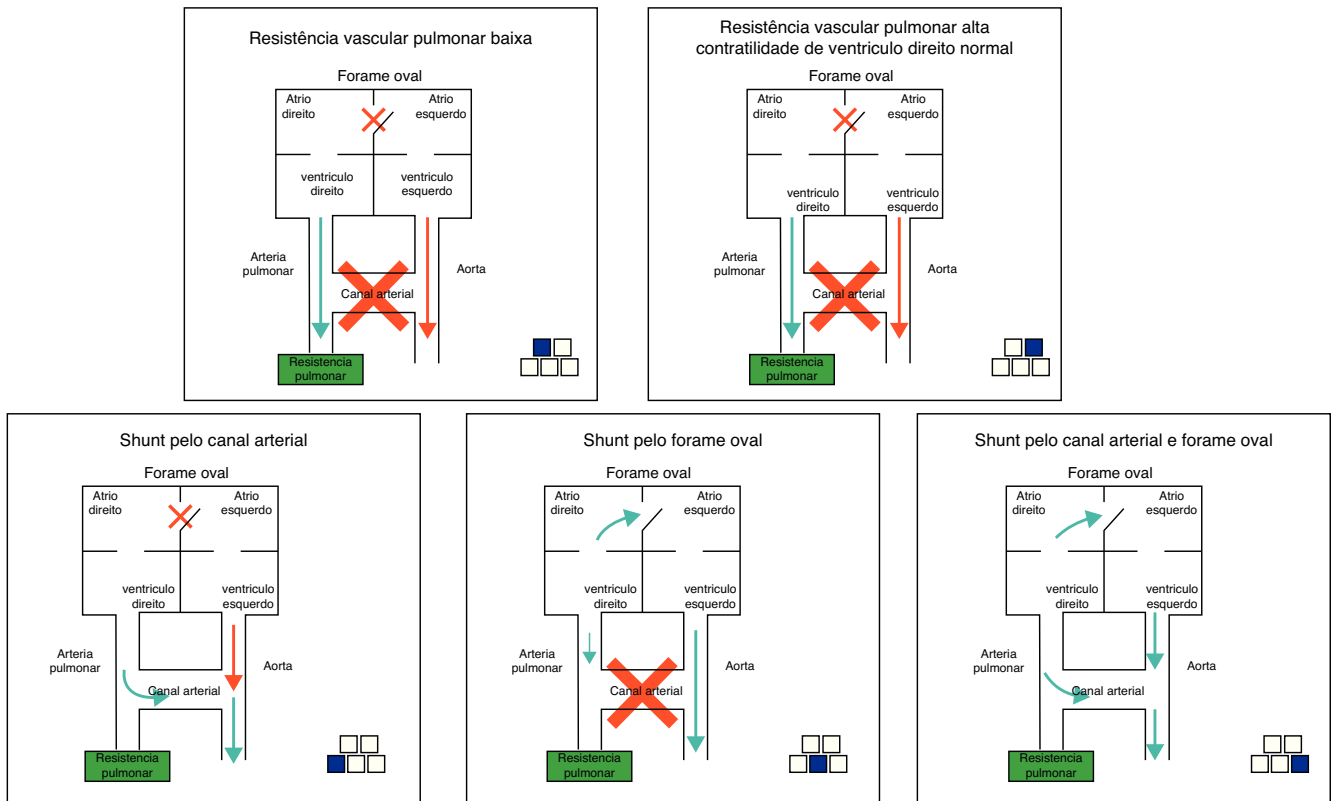 Resistência vascular pulmonar baixa
Forame oval
Atrio
direito
Atrio
esquerdo
ventriculo
direito
ventriculo
esquerdo
Arteria
pulmonar
Aorta
Canal arterial
Resistencia
pulmonar
Resistência vascular pulmonar alta
contratilidade de ventriculo direito normal
Forame oval
Atrio
direito
Atrio
esquerdo
ventriculo
direito
ventriculo
esquerdo
Arteria
pulmonar
Aorta
Canal arterial
Resistencia
pulmonar
Shunt pelo canal arterial
Forame oval
Atrio
direito
Atrio
esquerdo
ventriculo
direito
ventriculo
esquerdo
Arteria
pulmonar
Aorta
Canal arterial
Resistencia
pulmonar
Shunt pelo forame oval
Forame oval
Atrio
direito
Atrio
esquerdo
ventriculo
direito
ventriculo
esquerdo
Arteria
pulmonar
Aorta
Canal arterial
Resistencia
pulmonar
Shunt pelo canal arterial e forame oval
Forame oval
Atrio
direito
Atrio
esquerdo
ventriculo
direito
ventriculo
esquerdo
Arteria
pulmonar
Aorta
Canal arterial
Resistencia
pulmonar